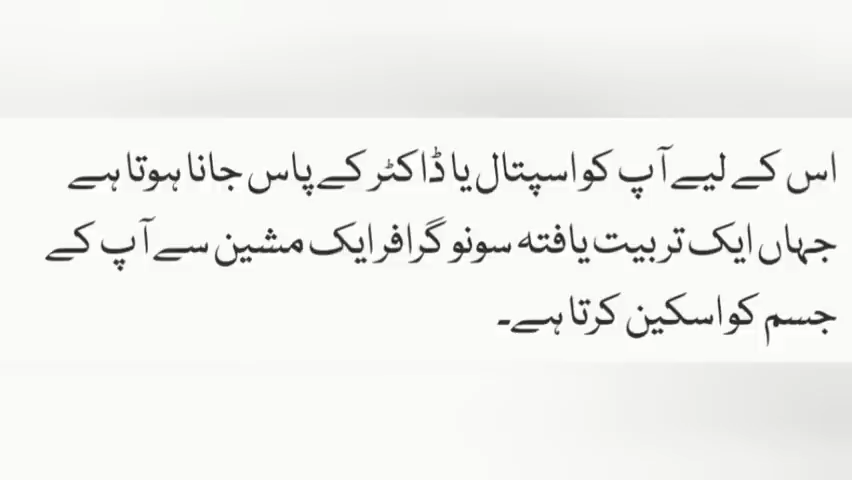 اس کے لیے آپ کو اسپتال یا ڈاکٹر کے پاس جانا ہوتا ہے
جہاں ایک تربیت یافتہ سونو گرافر ایک مشین سے آپ کے
جسم کو اسکین کرتا ہے۔